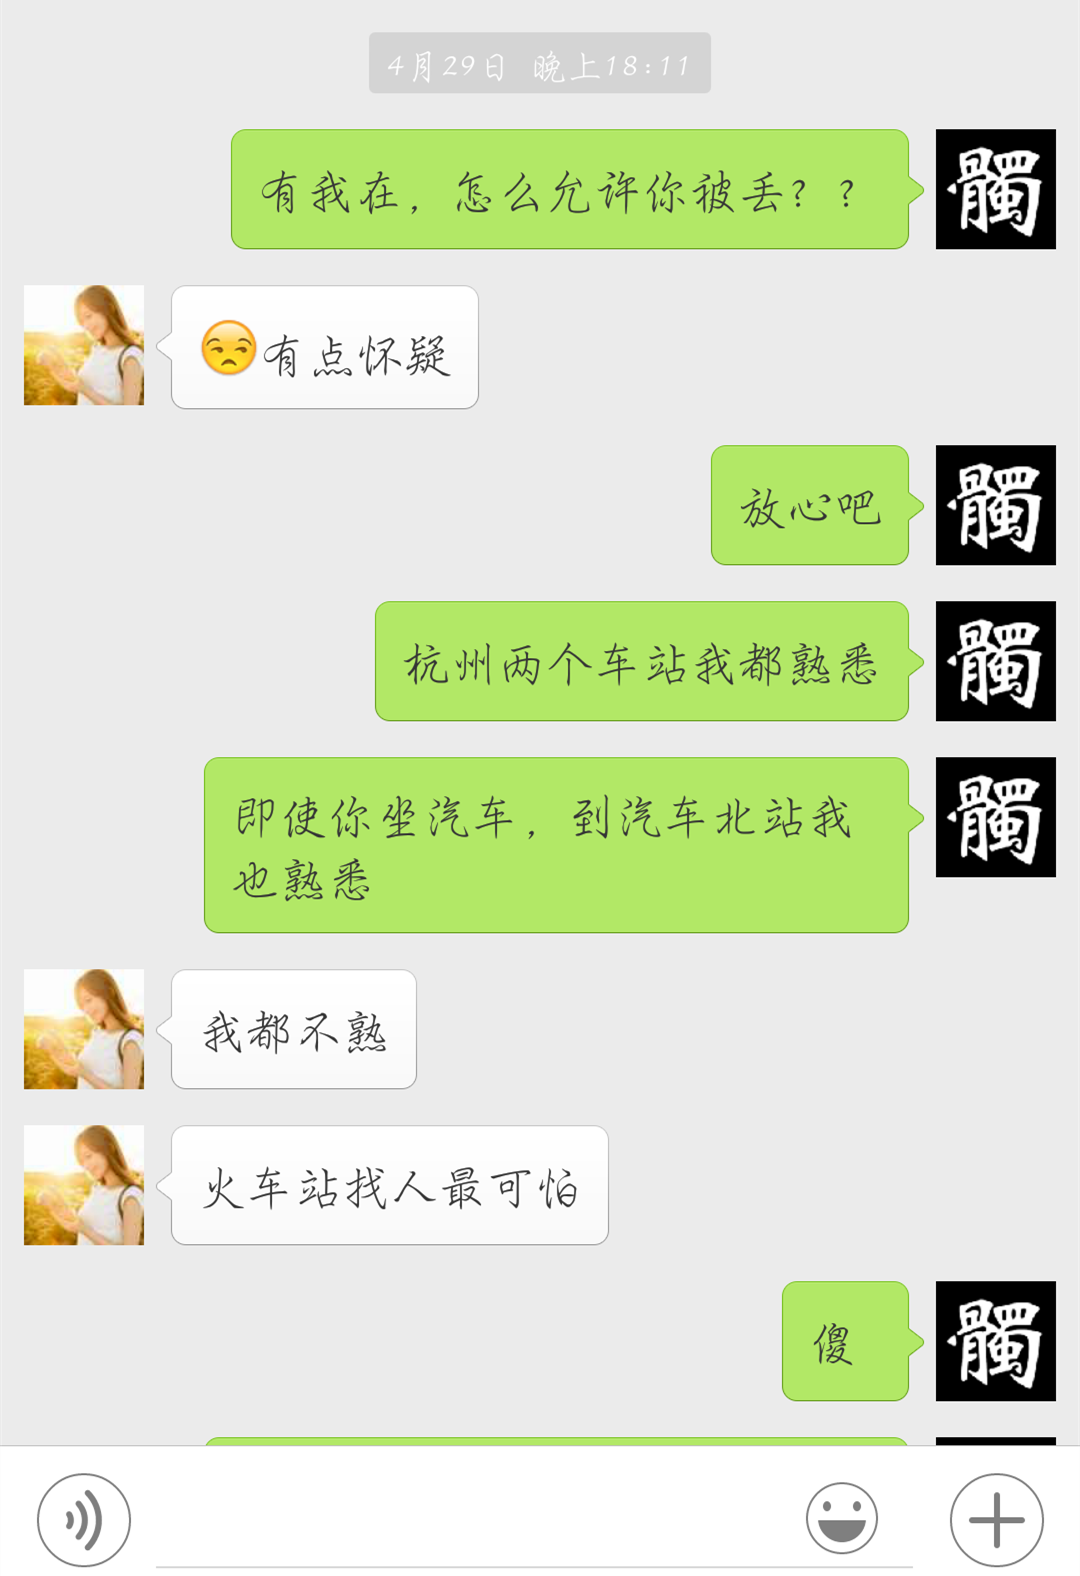 4月29日 晚上18:11
有我在，怎么允许你被丢？？
髑
😒有点怀疑
放心吧
髑
杭州两个车站我都熟悉
髑
即使你坐汽车，到汽车北站我
也熟悉
髑
我都不熟
火车站找人最可怕
傻
髑